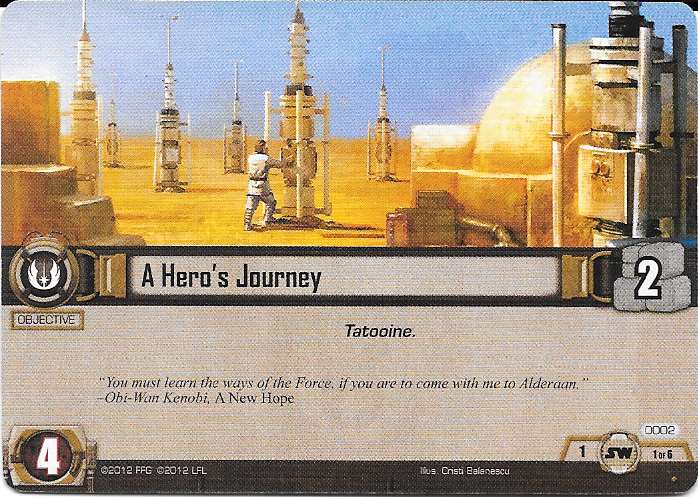 A Hero's Journey
2
OBJECTIVE
Tatooine.
"You must learn the ways of the Force, if you are to come with me to Alderaan."
–Obi-Wan Kenobi, A New Hope
0002
4
©2012 FFG ©2012 LFL
Illus. Cristi Balanescu
1
SW
1 OF 6